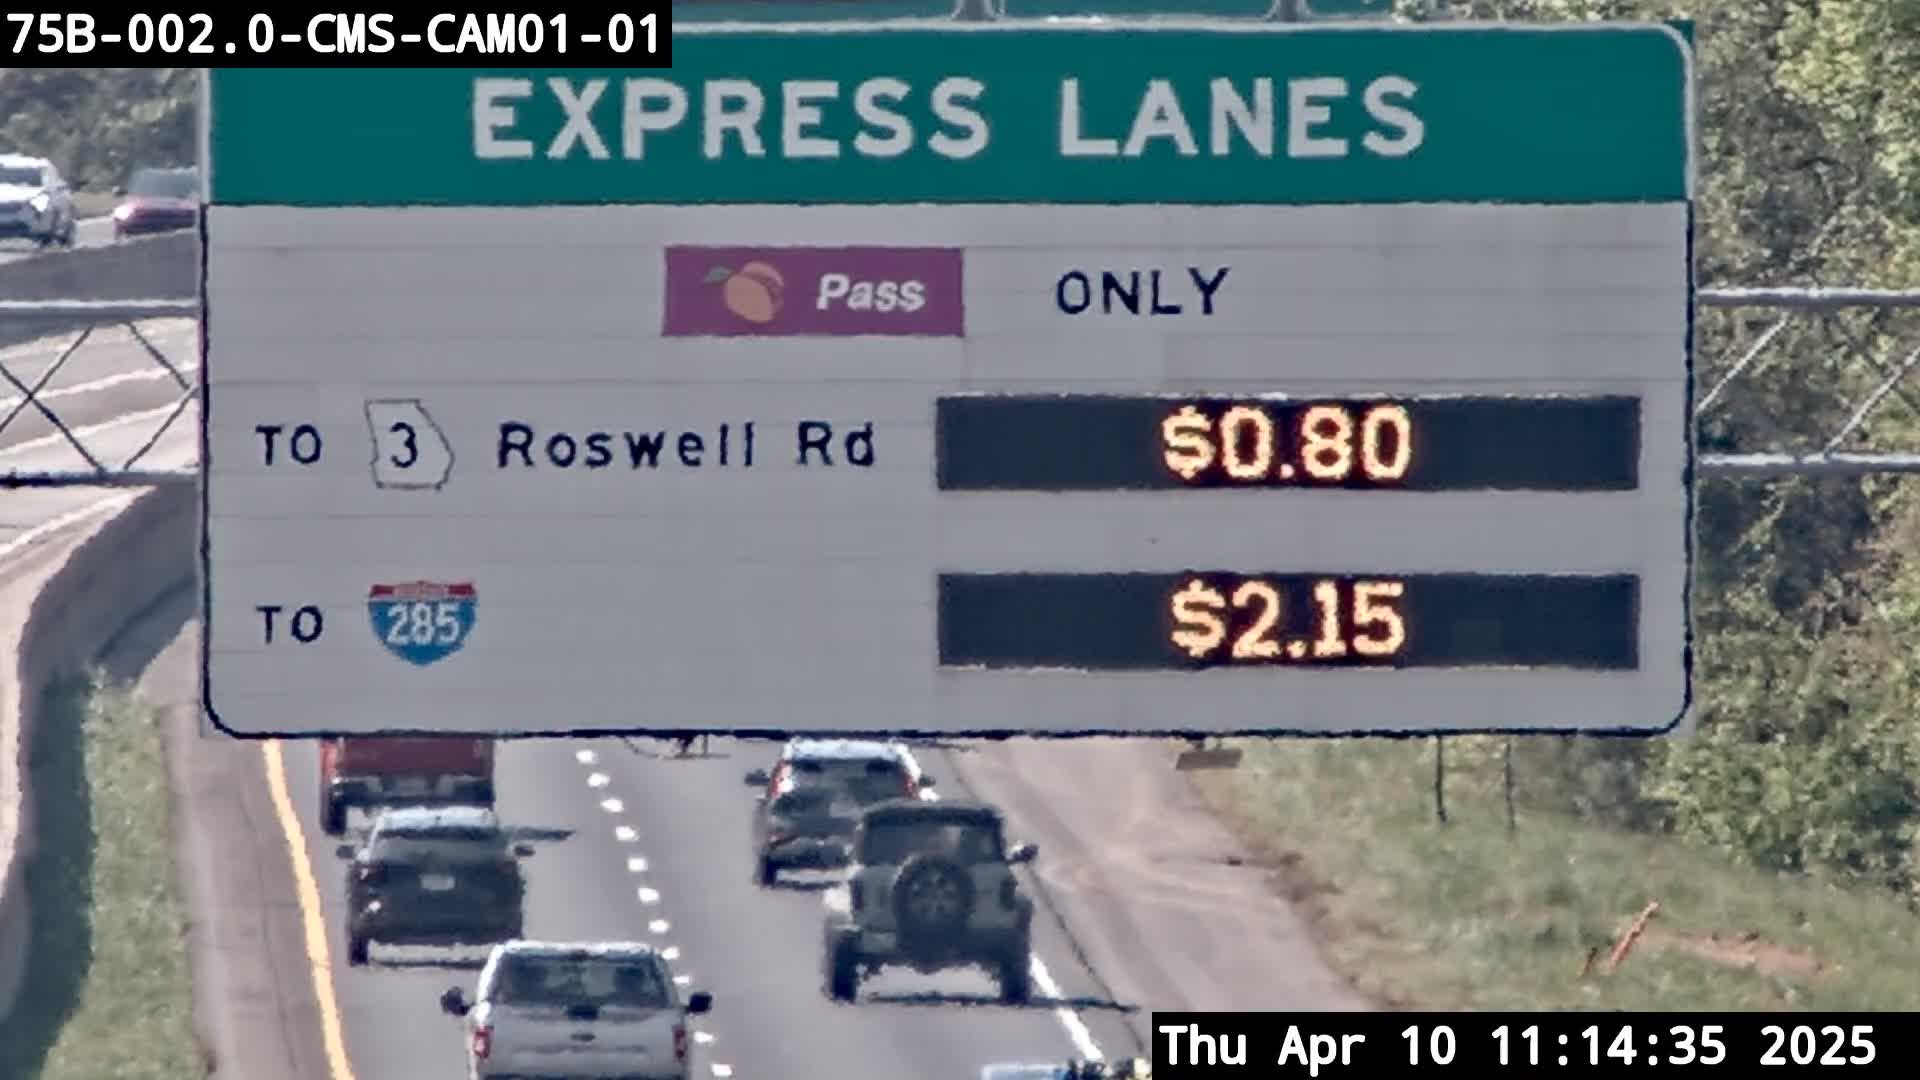 75B-002.0-CMS-CAM01-01
EXPRESS LANES
Pass ONLY
TO 3 Roswell Rd $0.80
TO 285 $2.15
Thu Apr 10 11:14:35 2025